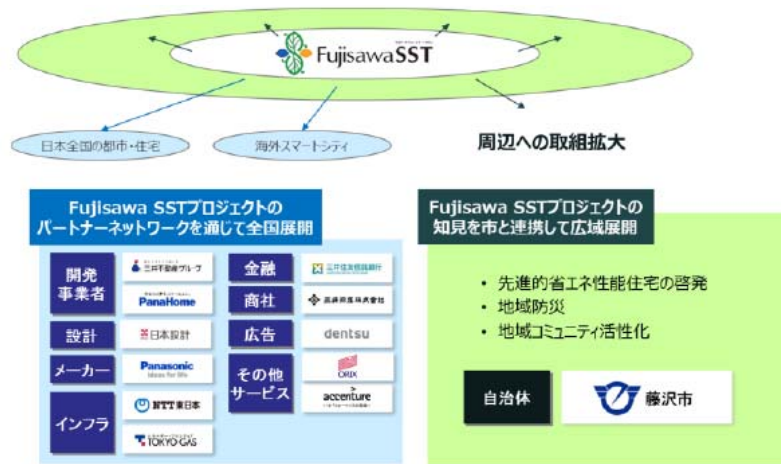 FujisawaSST
日本全国の都市・住宅
海外スマートシティ
周辺への取組拡大
Fujisawa SSTプロジェクトの
パートナーネットワークを通じて全国展開
開発
事業者
三井不動産グループ
PanaHome
設計
日本設計
メーカー
Panasonic
ideas for life
インフラ
NTT東日本
TOKYO GAS
金融
三井住友信託銀行
商社
広告
dentsu
その他
サービス
ORIX
accenture
Fujisawa SSTプロジェクトの
知見を市と連携して広域展開
• 先進的省エネ性能住宅の啓発
• 地域防災
• 地域コミュニティ活性化
自治体
藤沢市